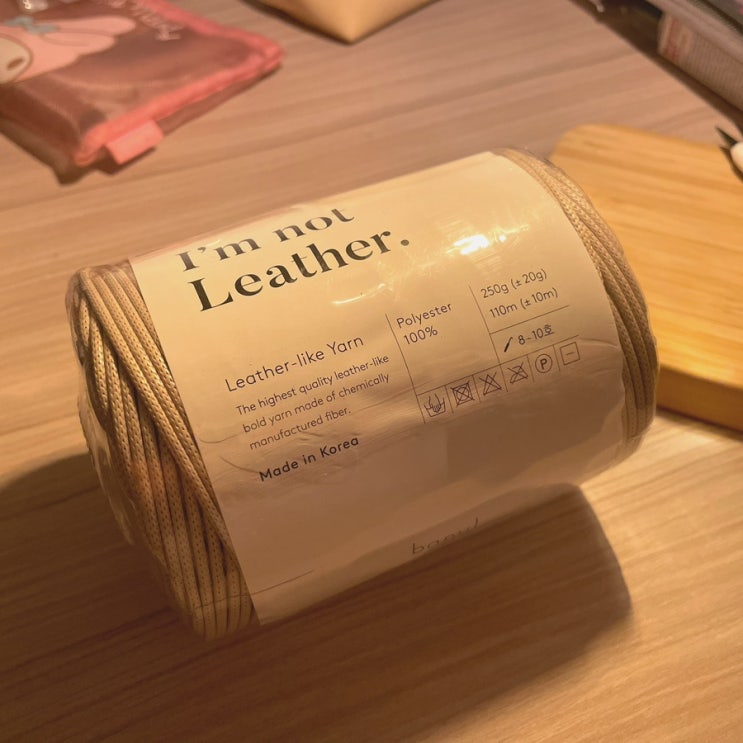 I'm not
Leather.
Leather-like Yarn
The highest quality leather-like
bold yarn made of chemically
manufactured fiber.
Made in Korea
Polyester
100%
250g (±20g)
110m (±10m)
8~10호
P